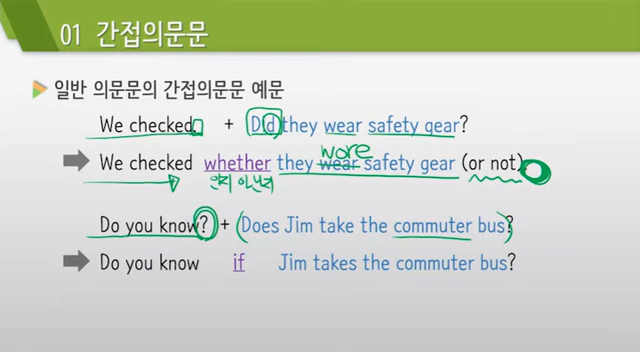 01 간접의문문
일반 의문문의 간접의문문 예문
We checked. + Did they wear safety gear?
wore
We checked whether they wear safety gear (or not).
인지 아닌지
Do you know? + (Does Jim take the commuter bus?)
Do you know if Jim takes the commuter bus?